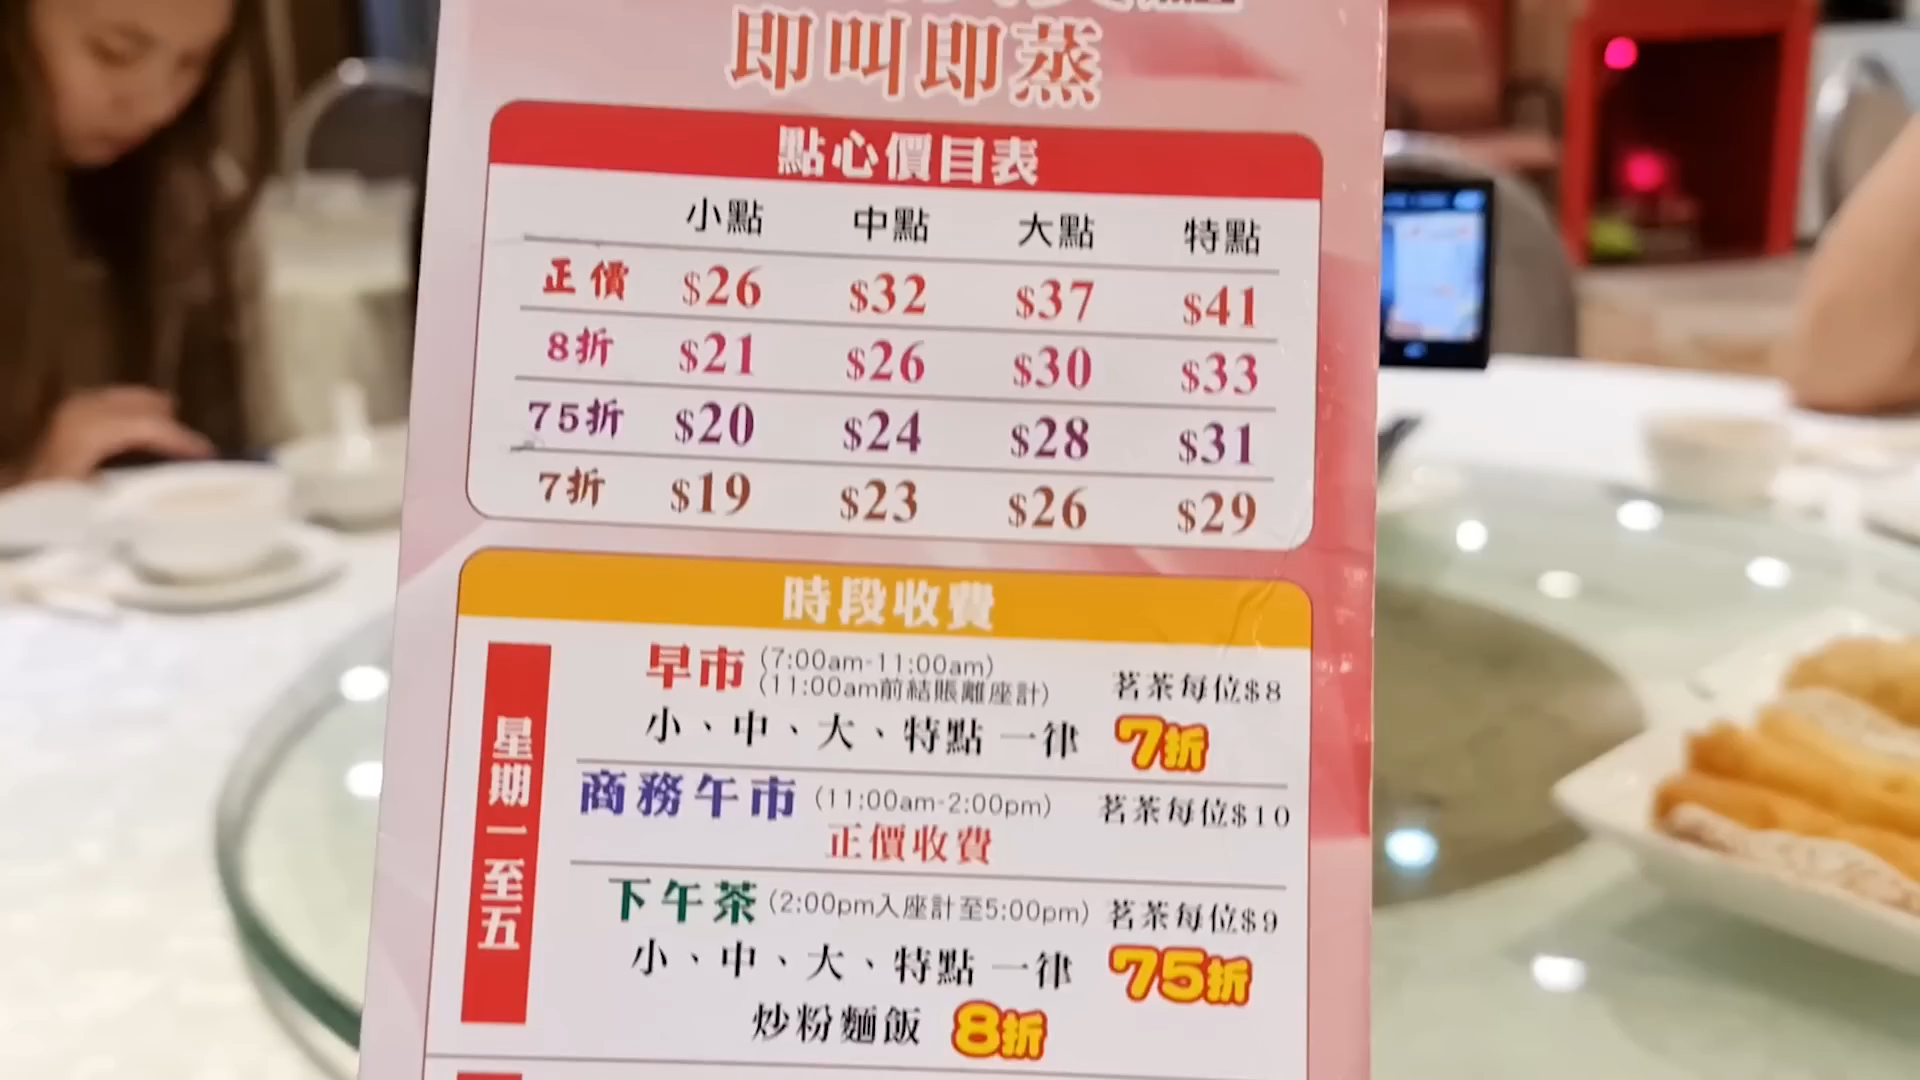 即叫即蒸
點心價目表
小點 中點 大點 特點
正價 $26 $32 $37 $41
8折 $21 $26 $30 $33
75折 $20 $24 $28 $31
7折 $19 $23 $26 $29
時段收費
星期一至五
早市 (7:00am-11:00am)
(11:00am前結賬離座計) 茗茶每位$8
小、中、大、特點 一律 7折
商務午市 (11:00am-2:00pm) 茗茶每位$10
正價收費
下午茶 (2:00pm入座計至5:00pm) 茗茶每位$9
小、中、大、特點 一律 75折
炒粉麵飯 8折